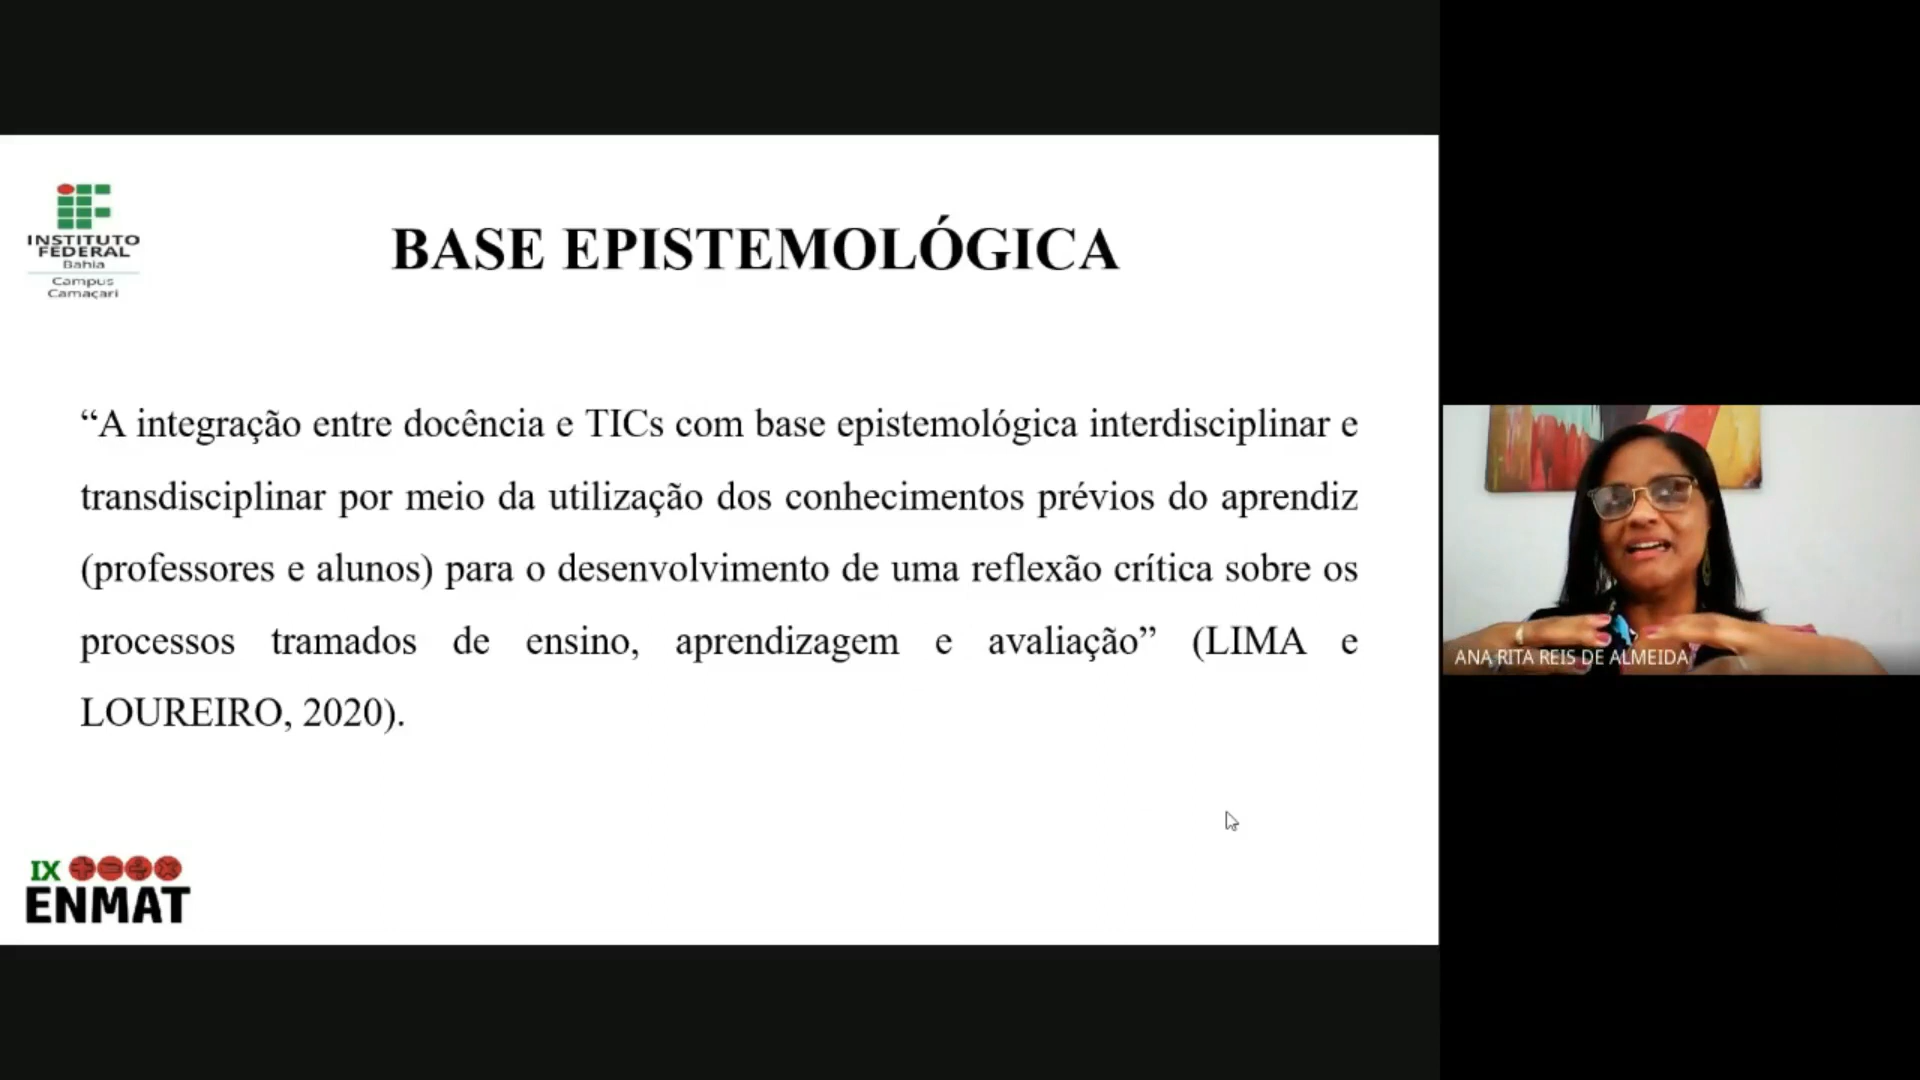 INSTITUTO
FEDERAL
Bahia
Campus
Camaçari
BASE EPISTEMOLÓGICA
“A integração entre docência e TICs com base epistemológica interdisciplinar e
transdisciplinar por meio da utilização dos conhecimentos prévios do aprendiz
(professores e alunos) para o desenvolvimento de uma reflexão crítica sobre os
processos tramados de ensino, aprendizagem e avaliação” (LIMA e
LOUREIRO, 2020).
IX
ENMAT
ANA RITA REIS DE ALMEIDA